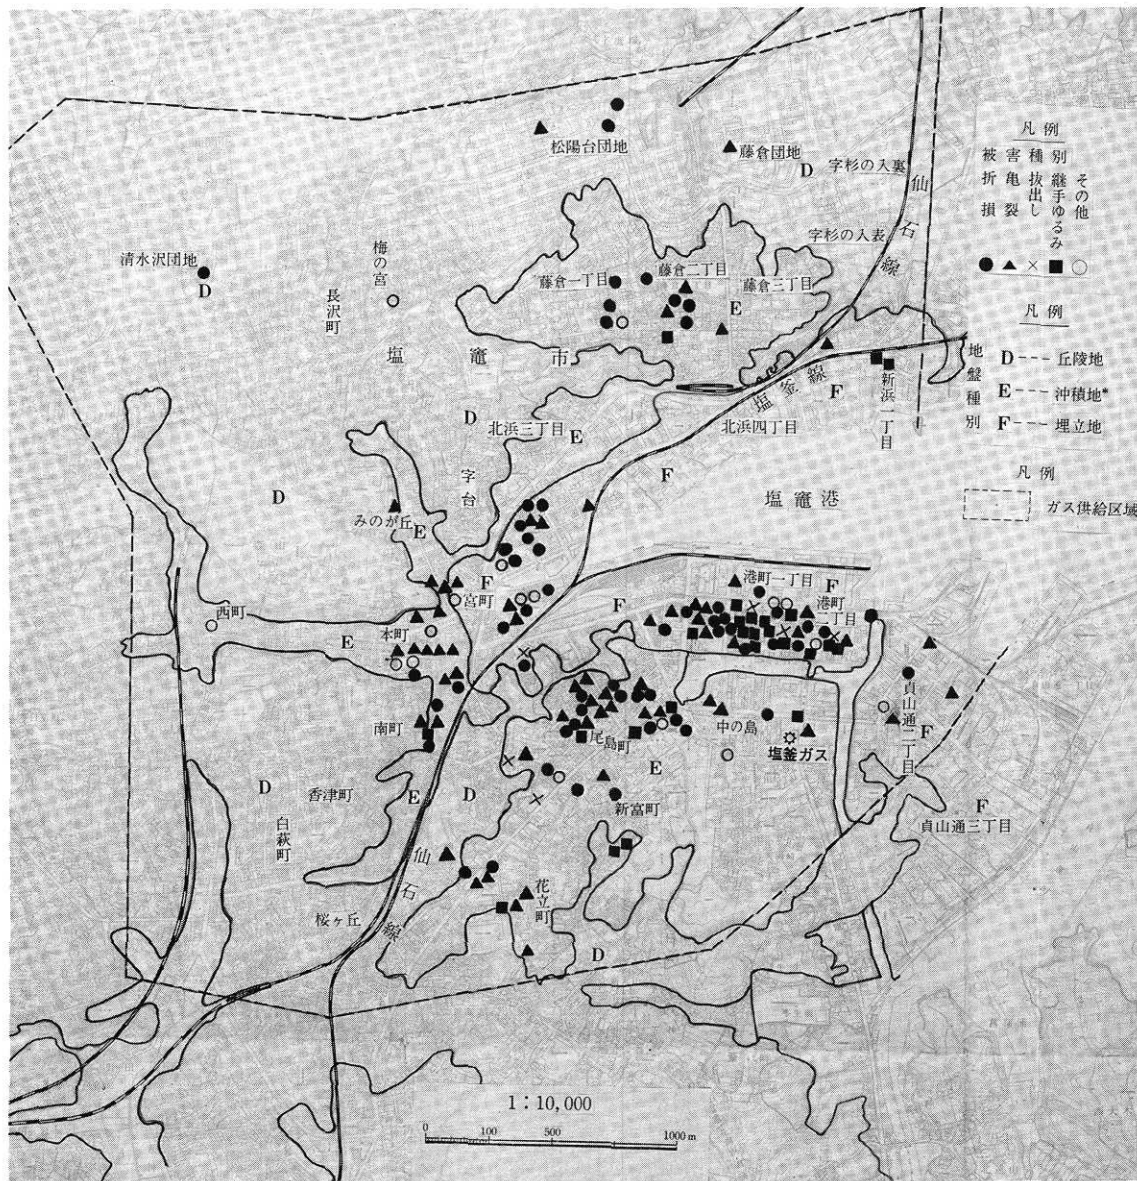 松陽台団地
藤倉団地
D
字杉の入裏
仙石線
字杉の入表
清水沢団地
D
梅の宮
長沢町
藤倉一丁目
藤倉二丁目
藤倉三丁目
E
塩竈市
塩釜線
F
新浜一丁目
D
北浜三丁目
E
北浜四丁目
字台
F
塩竈港
D
みのが丘
E
F
宮町
西町
E
本町
F
港町一丁目
F
港町二丁目
南町
尾島町
中の島
塩釜ガス
貞山通二丁目
F
E
D
香津町
E
D
新富町
F
貞山通三丁目
白萩町
仙石線
花立町
桜ヶ丘
D
凡例
被害種別
折損
亀裂
抜出し
継手ゆるみ
その他
凡例
地盤種別
D---丘陵地
E---沖積地*
F---埋立地
凡例
ガス供給区域
1:10,000
0 100 500 1000m